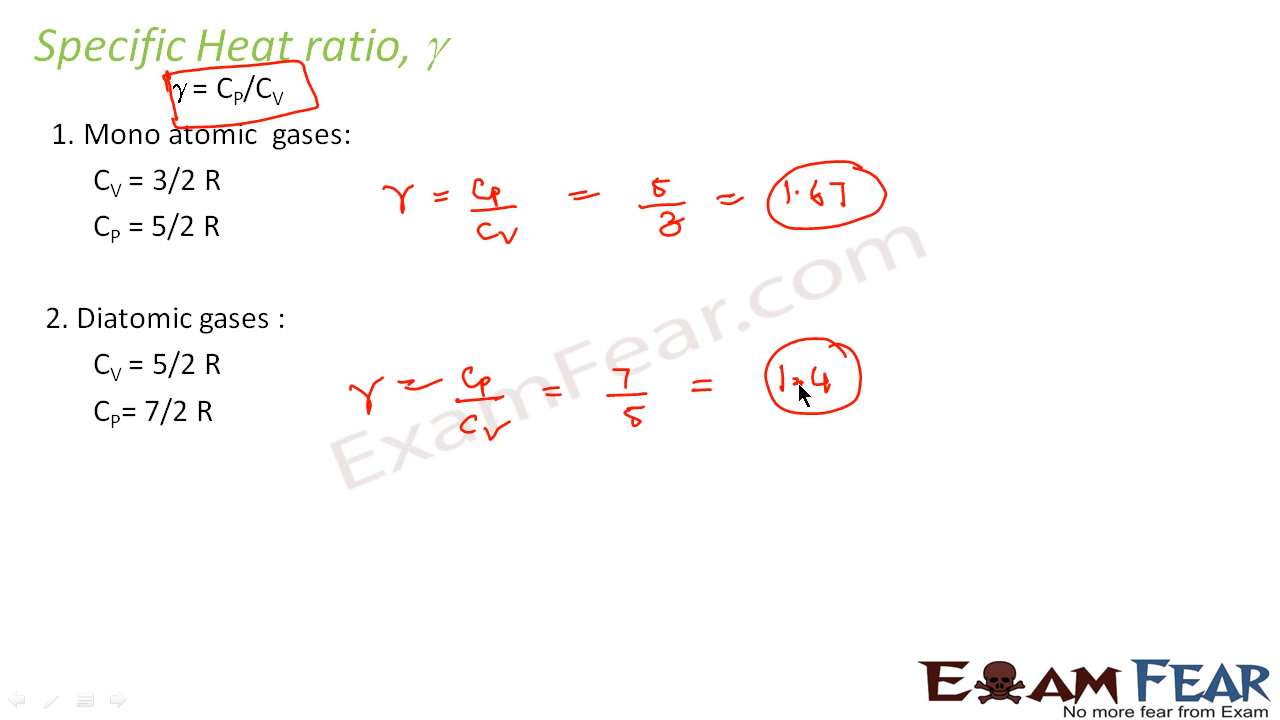 Specific Heat ratio, γ
γ = CP/CV
1. Mono atomic gases:
CV = 3/2 R
CP = 5/2 R
γ = CP/CV = 5/3 = 1.67
2. Diatomic gases :
CV = 5/2 R
CP= 7/2 R
γ = CP/CV = 7/5 = 1.4
ExamFear.com
EXAM FEAR
No more fear from Exam